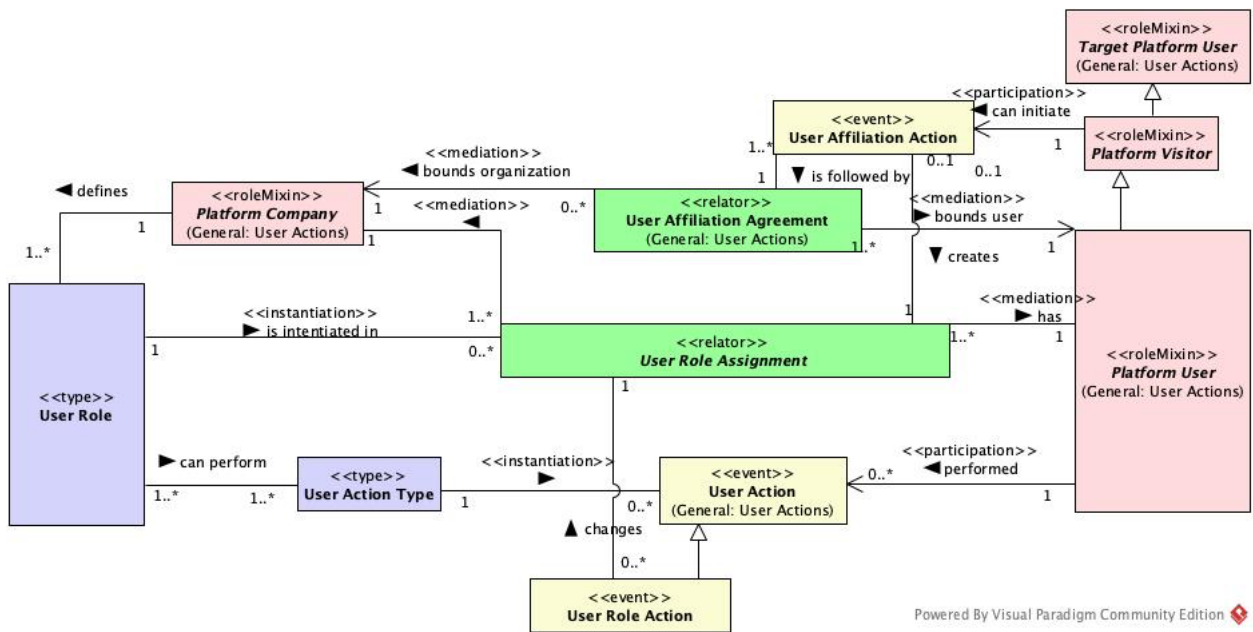 <<roleMixin>>
Target Platform User
(General: User Actions)
<<participation>>
◀ can initiate
<<event>>
User Affiliation Action
1
<<roleMixin>>
Platform Visitor
1..*
0..1
0..1
<<mediation>>
◀ bounds organization
1
▼ is followed by
◀ defines
<<roleMixin>>
Platform Company
(General: User Actions)
1
1
<<mediation>>
◀
0..*
<<relator>>
User Affiliation Agreement
(General: User Actions)
<<mediation>>
▶ bounds user
1..*
1
1
1..*
▼ creates
<<instantiation>>
▶ is intentiated in
1
1..*
0..*
1
<<relator>>
User Role Assignment
<<mediation>>
▶ has
1..*
1
<<roleMixin>>
Platform User
(General: User Actions)
1
<<type>>
User Role
▶ can perform
1..*
1..*
<<type>>
User Action Type
<<instantiation>>
▶
1
0..*
<<event>>
User Action
(General: User Actions)
<<participation>>
◀ performed
0..*
1
▲ changes
0..*
<<event>>
User Role Action
Powered By Visual Paradigm Community Edition